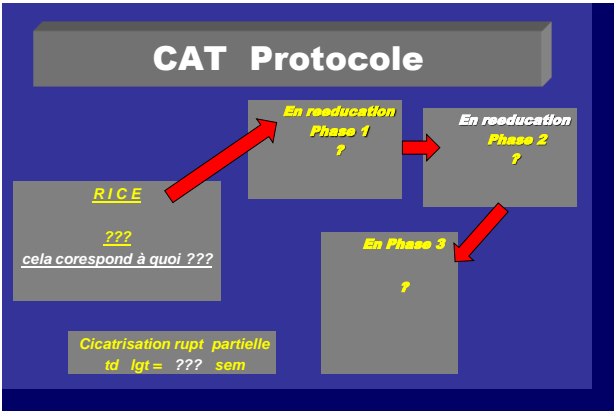 CAT Protocole
En reeducation
Phase 1
?
En reeducation
Phase 2
?
R I C E
???
cela corespond à quoi ???
En Phase 3
?
Cicatrisation rupt partielle
td lgt = ??? sem